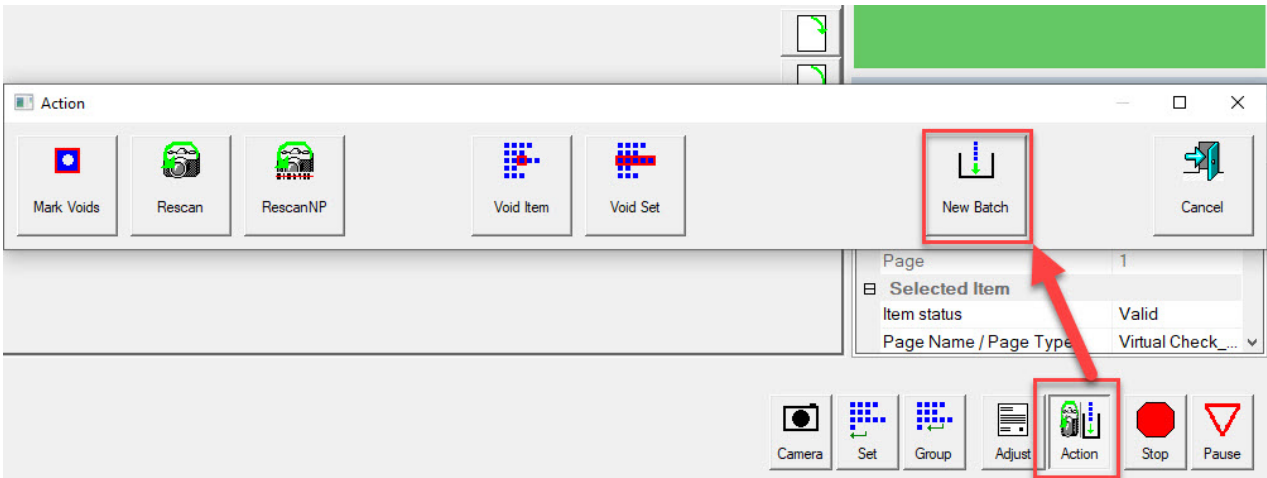 Action
Mark Voids
Rescan
RescanNP
Void Item
Void Set
New Batch
Cancel
Page 1
Selected Item
Item status Valid
Page Name / Page Type Virtual Check_...
Camera
Set
Group
Adjust
Action
Stop
Pause